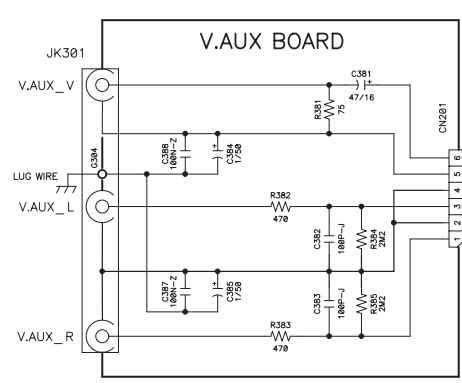 V.AUX BOARD
JK301
C381
V.AUX_V
47/16
R381
75
CN201
G304
C388
100N-Z
C384
1/50
LUG WIRE
6
5
4
3
2
1
R382
V.AUX_L
470
C382
100P-J
R384
2M2
C387
100N-Z
C385
1/50
C383
100P-J
R385
2M2
R383
V.AUX_R
470